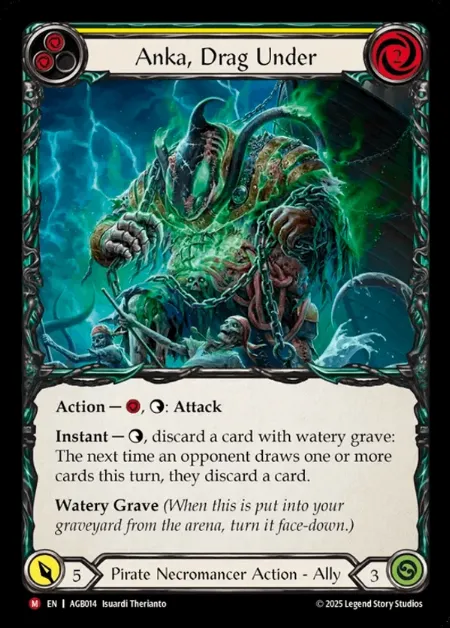 Anka, Drag Under
2
Action — , : Attack
Instant — , discard a card with watery grave:
The next time an opponent draws one or more
cards this turn, they discard a card.
Watery Grave (When this is put into your
graveyard from the arena, turn it face-down.)
5 Pirate Necromancer Action - Ally 3
M EN | AGB014 Isuardi Therianto © 2025 Legend Story Studios